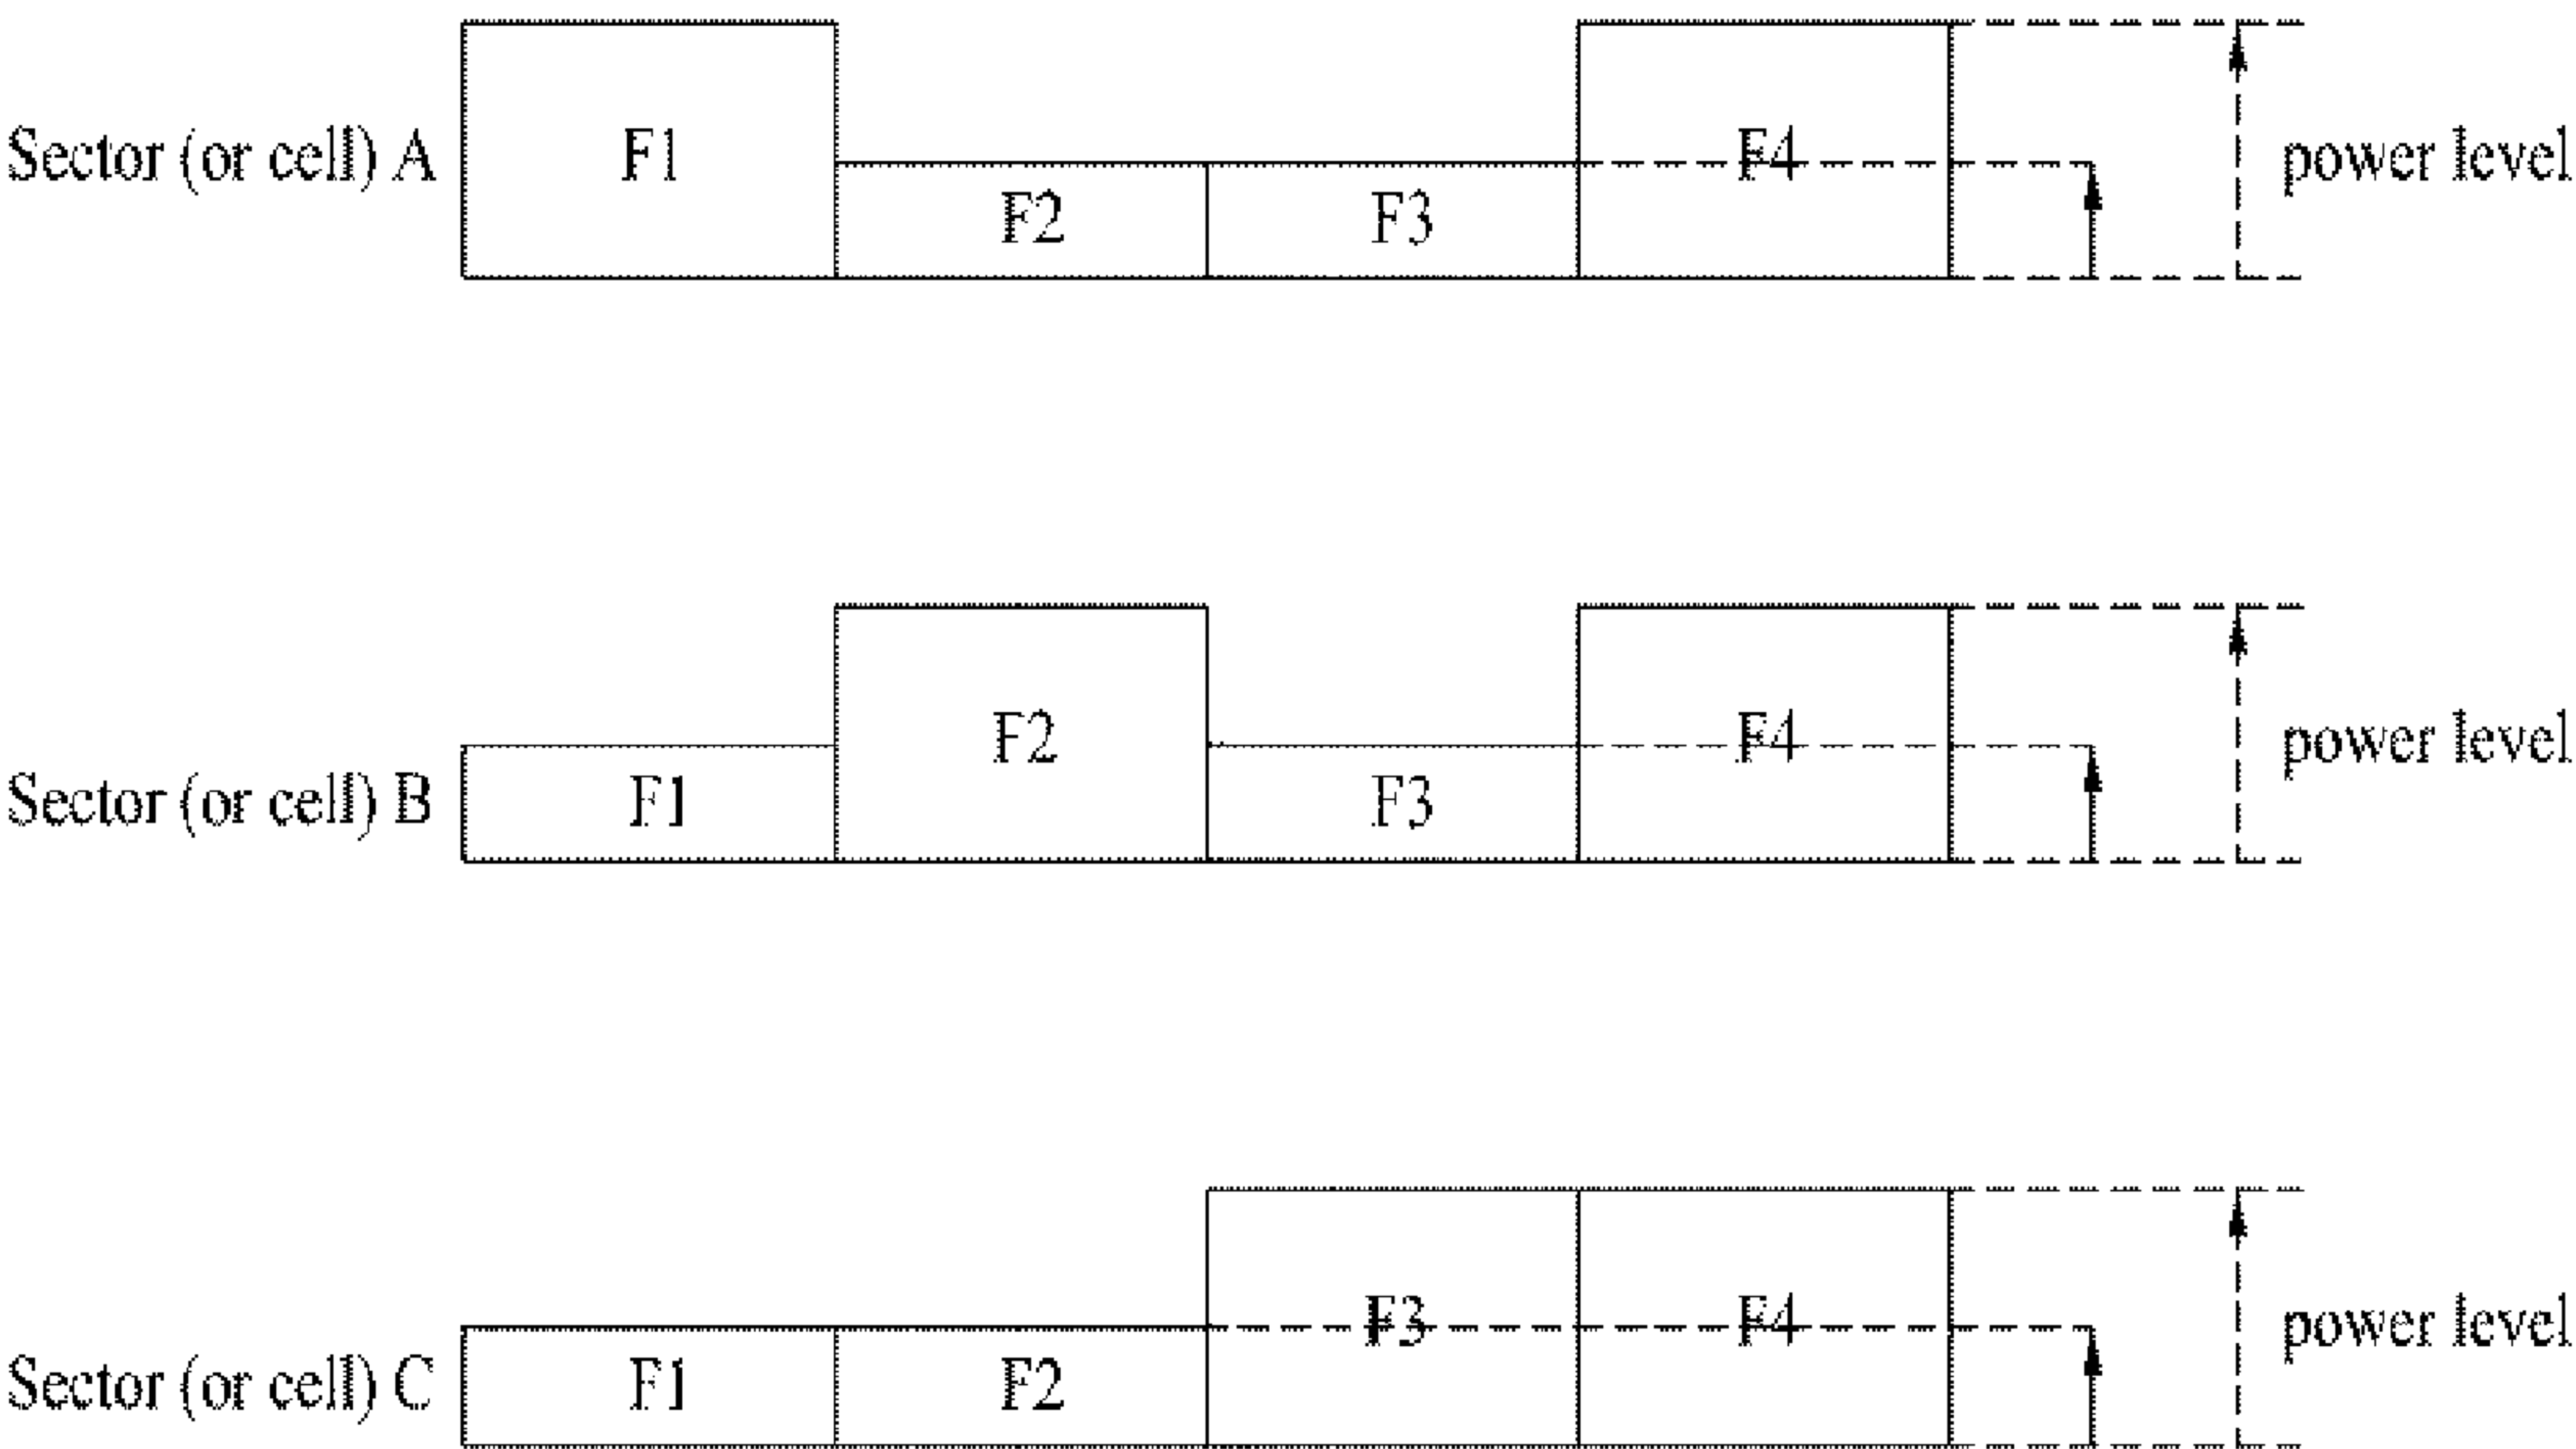 Sector (or cell) A
F1
F2
F3
F4
power level
Sector (or cell) B
F1
F2
F3
F4
power level
Sector (or cell) C
F1
F2
F3
F4
power level